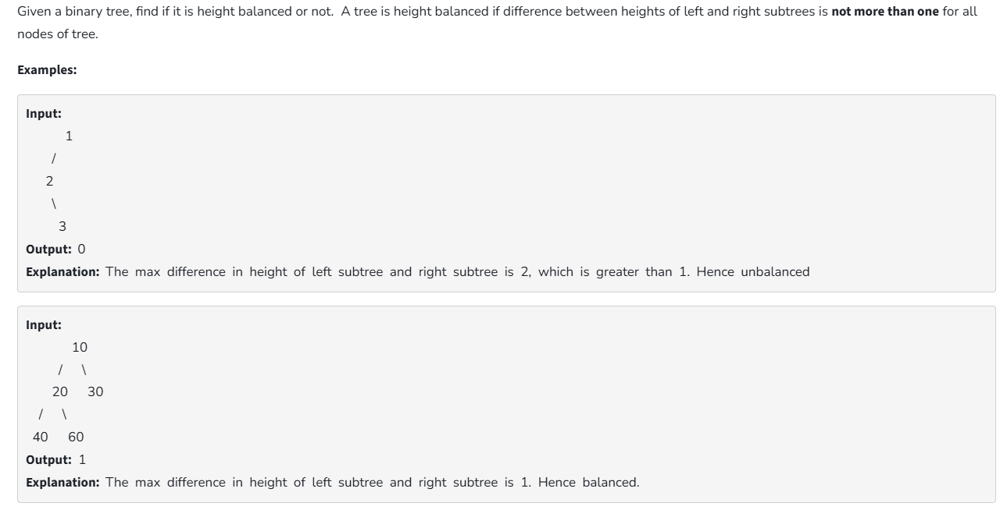 Given a binary tree, find if it is height balanced or not. A tree is height balanced if difference between heights of left and right subtrees is not more than one for all
nodes of tree.
Examples:
Input:
1
/
2
\
3
Output: 0
Explanation: The max difference in height of left subtree and right subtree is 2, which is greater than 1. Hence unbalanced
Input:
10
/ \
20 30
/ \
40 60
Output: 1
Explanation: The max difference in height of left subtree and right subtree is 1. Hence balanced.